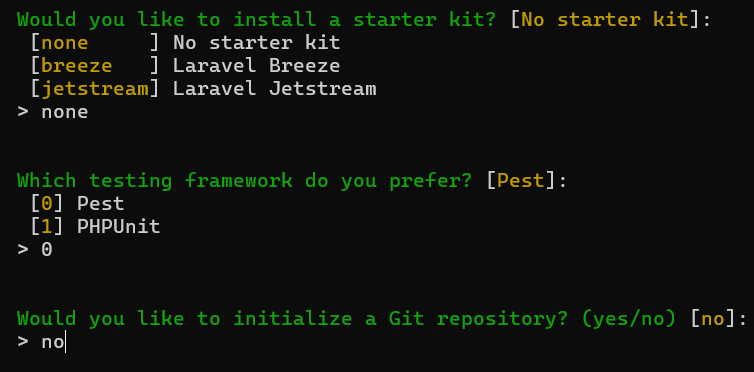 Would you like to install a starter kit? [No starter kit]:
[none     ] No starter kit
[breeze   ] Laravel Breeze
[jetstream] Laravel Jetstream
> none
Which testing framework do you prefer? [Pest]:
[0] Pest
[1] PHPUnit
> 0
Would you like to initialize a Git repository? (yes/no) [no]:
> no